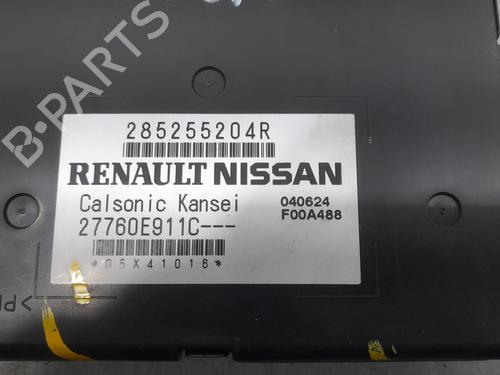 285255204R
RENAULT NISSAN
Calsonic Kansei 040624
F00A488
27760E911C---
*05X41016*
B-PARTS
>P